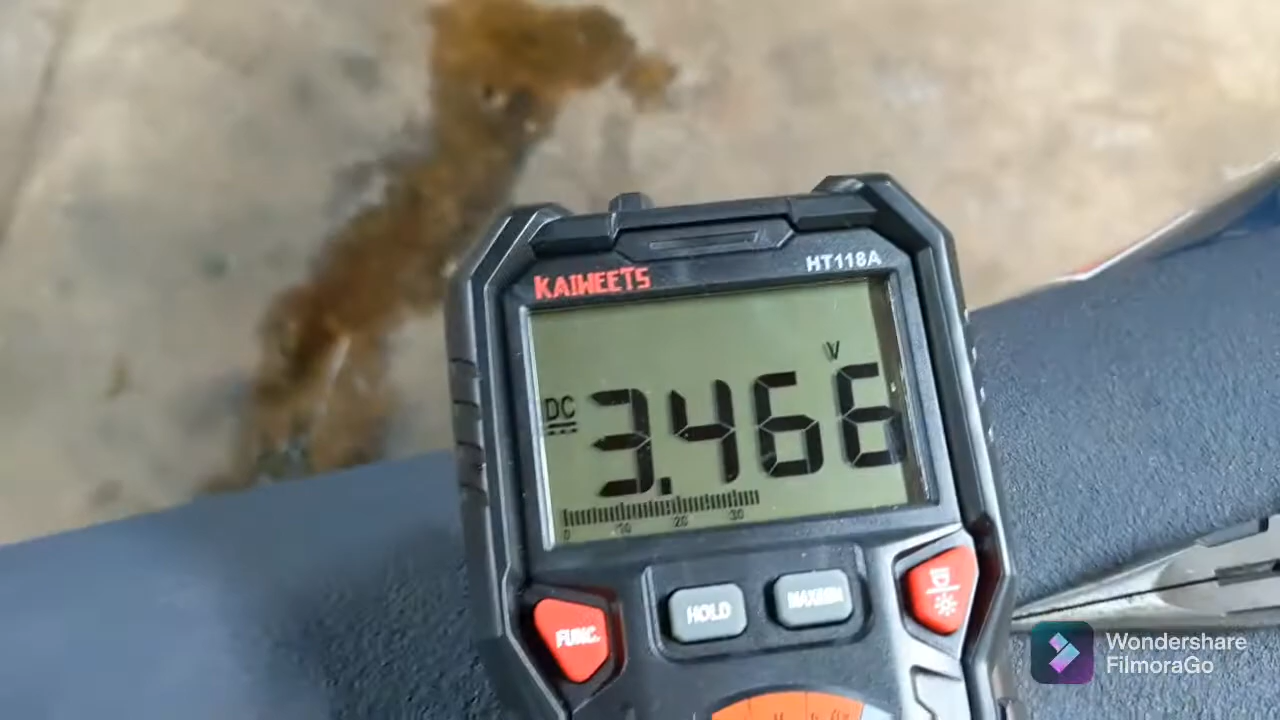 KAIWEETS
HT118A
V
DC
3.466
0 10 20 30
FUNC.
HOLD
MAX/MIN
Wondershare
FilmoraGo